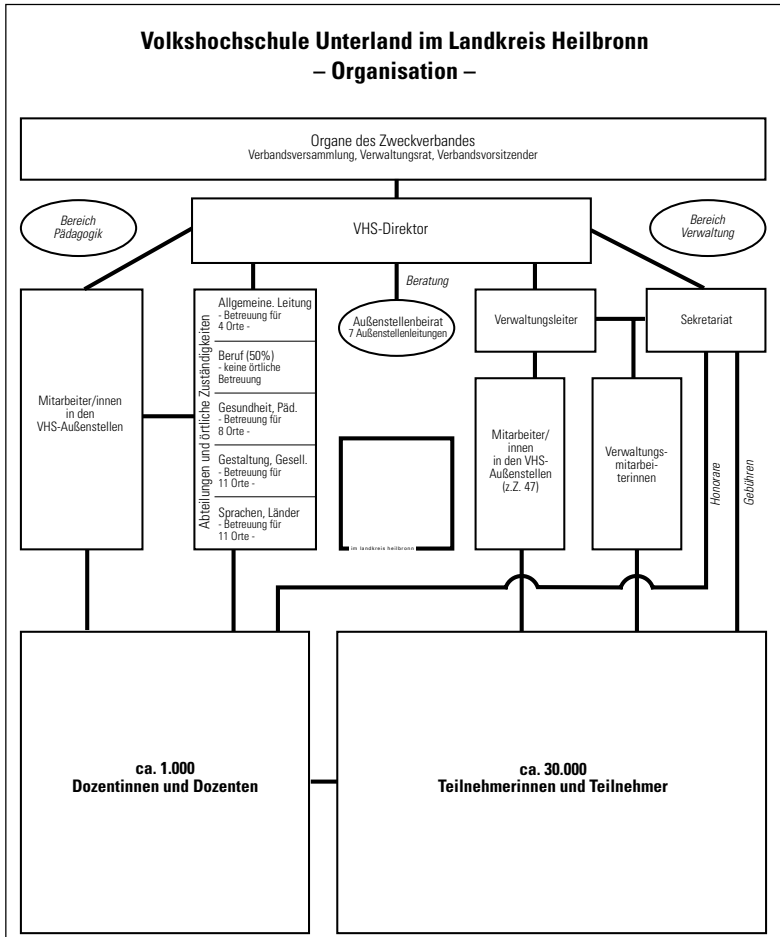 Volkshochschule Unterland im Landkreis Heilbronn
– Organisation –
Organe des Zweckverbandes
Verbandsversammlung, Verwaltungsrat, Verbandsvorsitzender
Bereich
Pädagogik
VHS-Direktor
Bereich
Verwaltung
Beratung
Mitarbeiter/innen
in den
VHS-Außenstellen
Abteilungen und örtliche Zuständigkeiten
Allgemeine. Leitung
- Betreuung für
4 Orte -
Beruf (50%)
- keine örtliche
Betreuung
Gesundheit, Päd.
- Betreuung für
8 Orte -
Gestaltung, Gesell.
- Betreuung für
11 Orte -
Sprachen, Länder
- Betreuung für
11 Orte -
Außenstellenbeirat
7 Außenstellenleitungen
im landkreis heilbronn
Verwaltungsleiter
Sekretariat
Mitarbeiter/
innen
in den VHS-
Außenstellen
(z.Z. 47)
Verwaltungs-
mitarbei-
terinnen
Honorare
Gebühren
ca. 1.000
Dozentinnen und Dozenten
ca. 30.000
Teilnehmerinnen und Teilnehmer